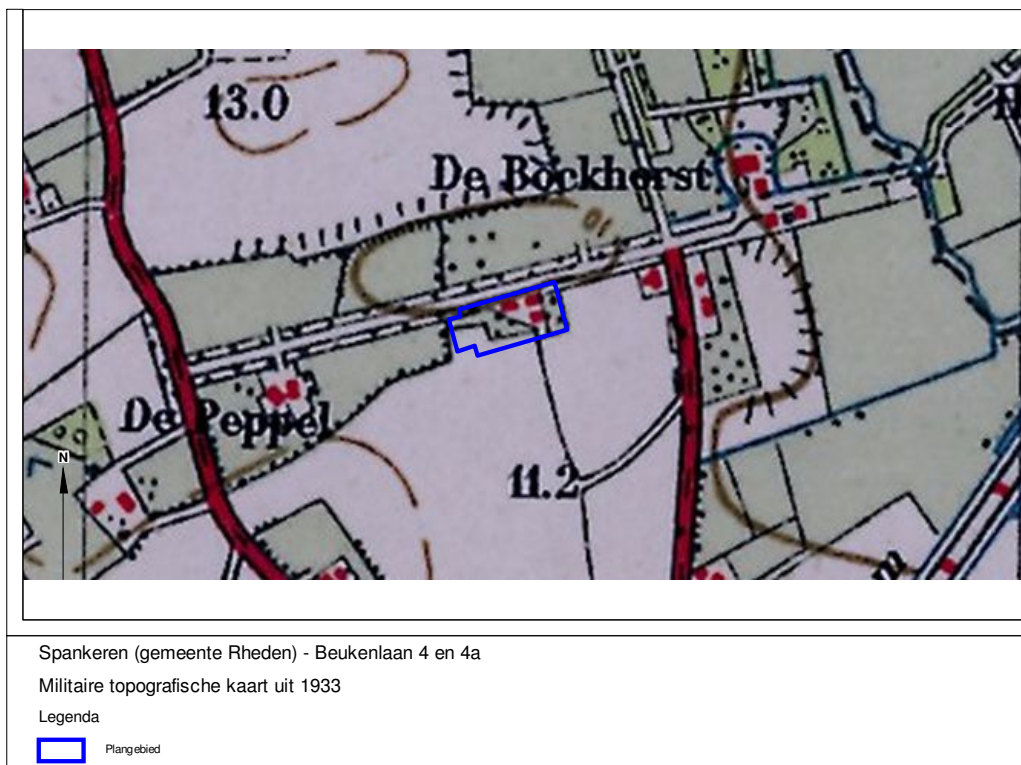 13.0
H
De Bockhorst
10
De Peppel
N
11.2
m
Spankeren (gemeente Rheden) - Beukenlaan 4 en 4a
Militaire topografische kaart uit 1933
Legenda
Plangebied